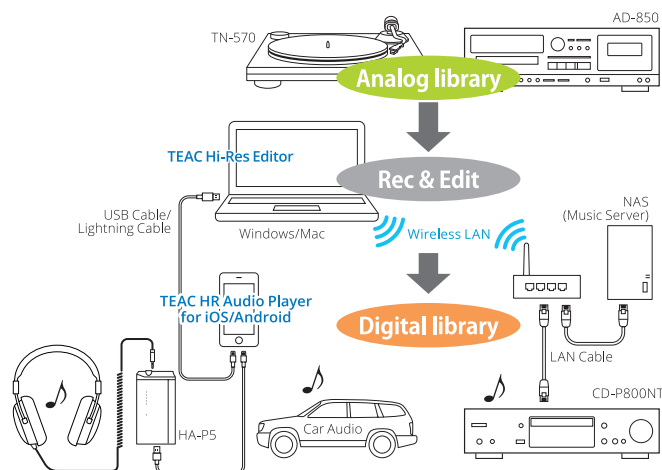 TN-570
AD-850
Analog library
TEAC Hi-Res Editor
Rec & Edit
USB Cable/
Lightning Cable
Windows/Mac
Wireless LAN
NAS
(Music Server)
TEAC HR Audio Player
for iOS/Android
Digital library
LAN Cable
HA-P5
Car Audio
CD-P800NT